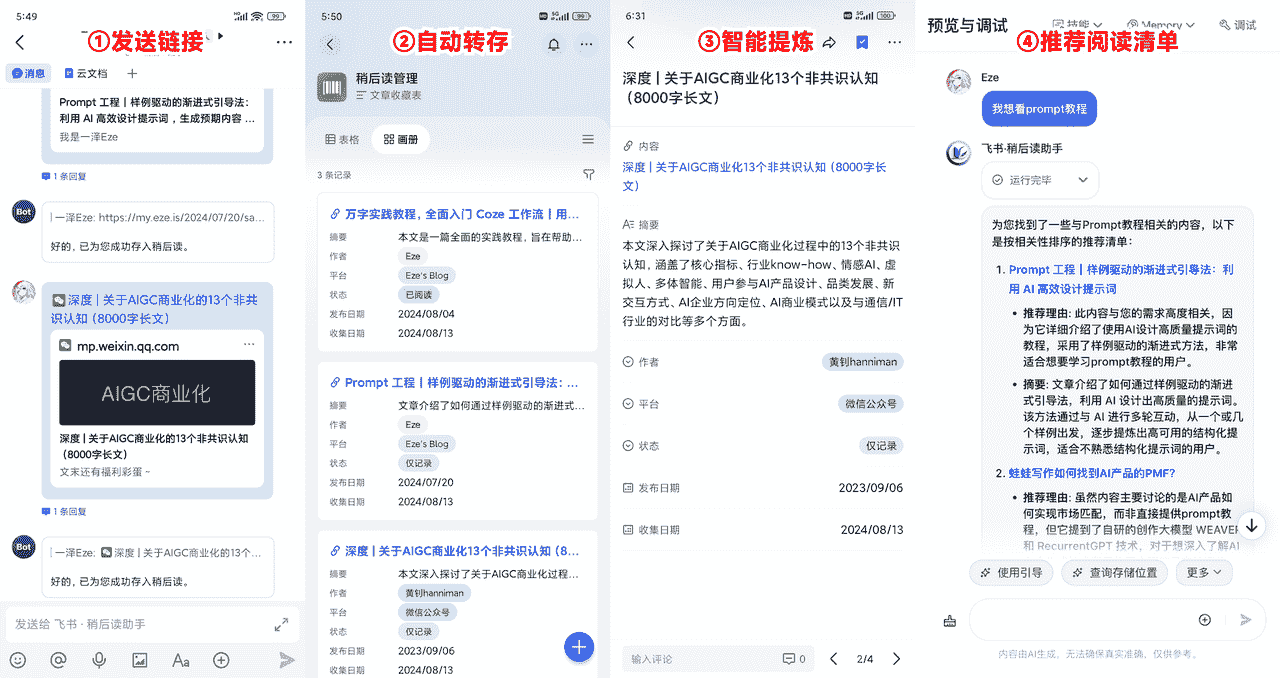 5:49
99
①发送链接
消息
云文档
Prompt 工程丨样例驱动的渐进式引导法：
利用 AI 高效设计提示词，生成预期内容 ...
我是一泽Eze
1 条回复
Bot
一泽Eze: https://my.eze.is/2024/07/20/sa...
好的，已为您成功存入稍后读。
深度 | 关于AIGC商业化的13个非共
识认知（8000字长文）
mp.weixin.qq.com
AIGC商业化
深度 | 关于AIGC商业化的13个非共识认知
（8000字长文）
文末还有福利彩蛋 ~
1 条回复
Bot
一泽Eze: 深度 | 关于AIGC商业化的13个...
好的，已为您成功存入稍后读。
发送给 飞书 · 稍后读助手
Aa
5:50
99
②自动转存
稍后读管理
文章收藏表
表格
画册
3 条记录
万字实践教程，全面入门 Coze 工作流丨用...
摘要 本文是一篇全面的实践教程，旨在帮助...
作者 Eze
平台 Eze's Blog
状态 已阅读
发布日期 2024/08/04
收集日期 2024/08/13
Prompt 工程丨样例驱动的渐进式引导法：...
摘要 文章介绍了如何通过样例驱动的渐进式...
作者 Eze
平台 Eze's Blog
状态 仅记录
发布日期 2024/07/20
收集日期 2024/08/13
深度 | 关于AIGC商业化13个非共识认知（8...
摘要 本文深入探讨了关于AIGC商业化过程...
作者 黄钊hanniman
平台 微信公众号
状态 仅记录
发布日期 2023/09/06
收集日期 2024/08/13
6:31
100
③智能提炼
深度 | 关于AIGC商业化13个非共识认知
（8000字长文）
内容
深度 | 关于AIGC商业化13个非共识认知（8000字长
文）
摘要
本文深入探讨了关于AIGC商业化过程中的13个非共识
认知，涵盖了核心指标、行业know-how、情感AI、虚
拟人、多体智能、用户参与AI产品设计、品类发展、新
交互方式、AI企业方向定位、AI商业模式以及与通信/IT
行业的对比等多个方面。
作者 黄钊hanniman
平台 微信公众号
状态 仅记录
发布日期 2023/09/06
收集日期 2024/08/13
输入评论
0
2/4
预览与调试
技能
Memory
调试
④推荐阅读清单
Eze
我想看prompt教程
飞书·稍后读助手
运行完毕
为您找到了一些与Prompt教程相关的内容，以下
是按相关性排序的推荐清单：
1. Prompt 工程丨样例驱动的渐进式引导法：利
用 AI 高效设计提示词
• 推荐理由：此内容与您的需求高度相关，因
为它详细介绍了使用AI设计高质量提示词的
教程，采用了样例驱动的渐进式方法，非常
适合想要学习prompt教程的用户。
• 摘要: 文章介绍了如何通过样例驱动的渐进
式引导法，利用 AI 设计出高质量的提示词。
该方法通过与 AI 进行多轮互动，从一个或几
个样例出发，逐步提炼出高可用的结构化提
示词，适合不熟悉结构化提示词的用户。
2. 蛙蛙写作如何找到AI产品的PMF?
• 推荐理由：虽然内容主要讨论的是AI产品如
何实现市场匹配，而非直接提供prompt教
程，但它提到了自研的创作大模型 WEAVER
和 RecurrentGPT 技术，对于想深入了解AI
使用引导
查询存储位置
更多
内容由AI生成，无法确保真实准确，仅供参考。